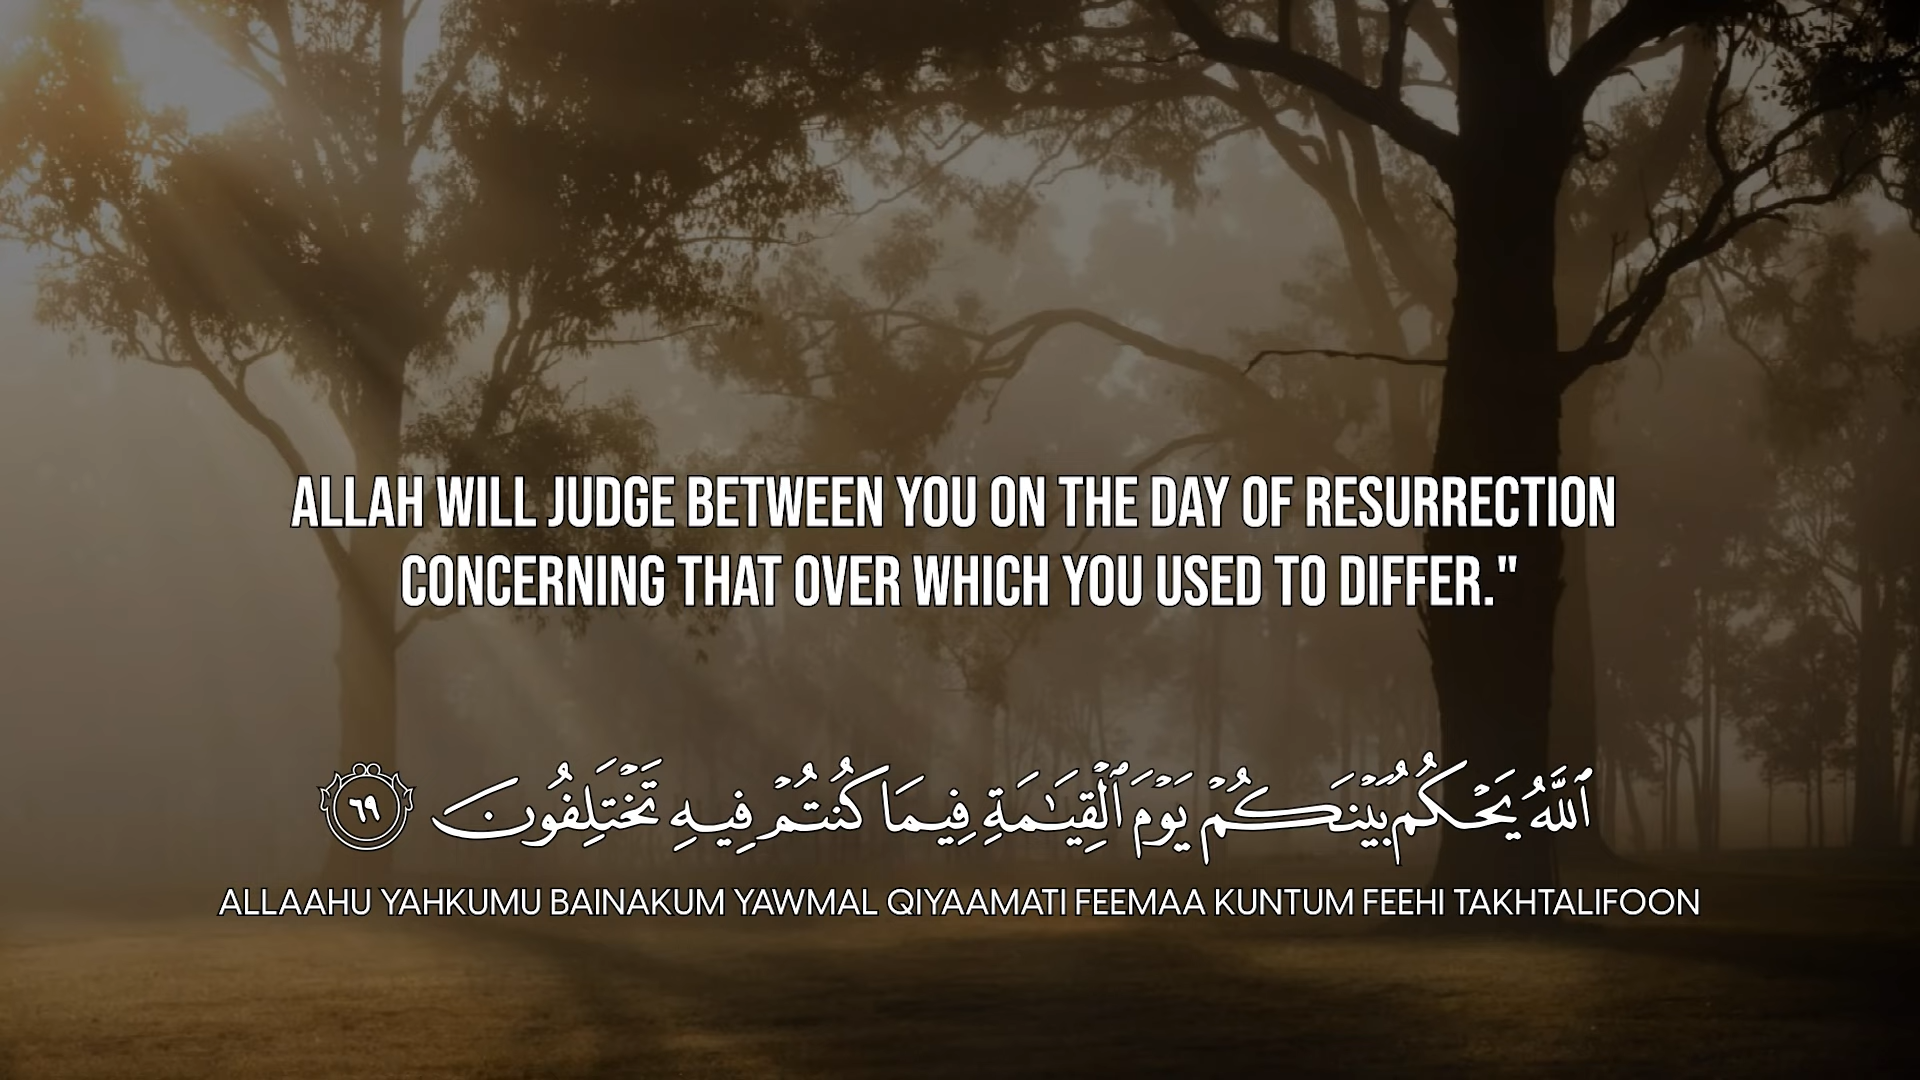 ALLAH WILL JUDGE BETWEEN YOU ON THE DAY OF RESURRECTION
CONCERNING THAT OVER WHICH YOU USED TO DIFFER."
ٱللَّهُ يَحْكُمُ بَيْنَكُمْ يَوْمَ ٱلْقِيَـٰمَةِ فِيمَا كُنتُمْ فِيهِ تَخْتَلِفُونَ ٦٩
ALLAAHU YAHKUMU BAINAKUM YAWMAL QIYAAMATI FEEMAA KUNTUM FEEHI TAKHTALIFOON